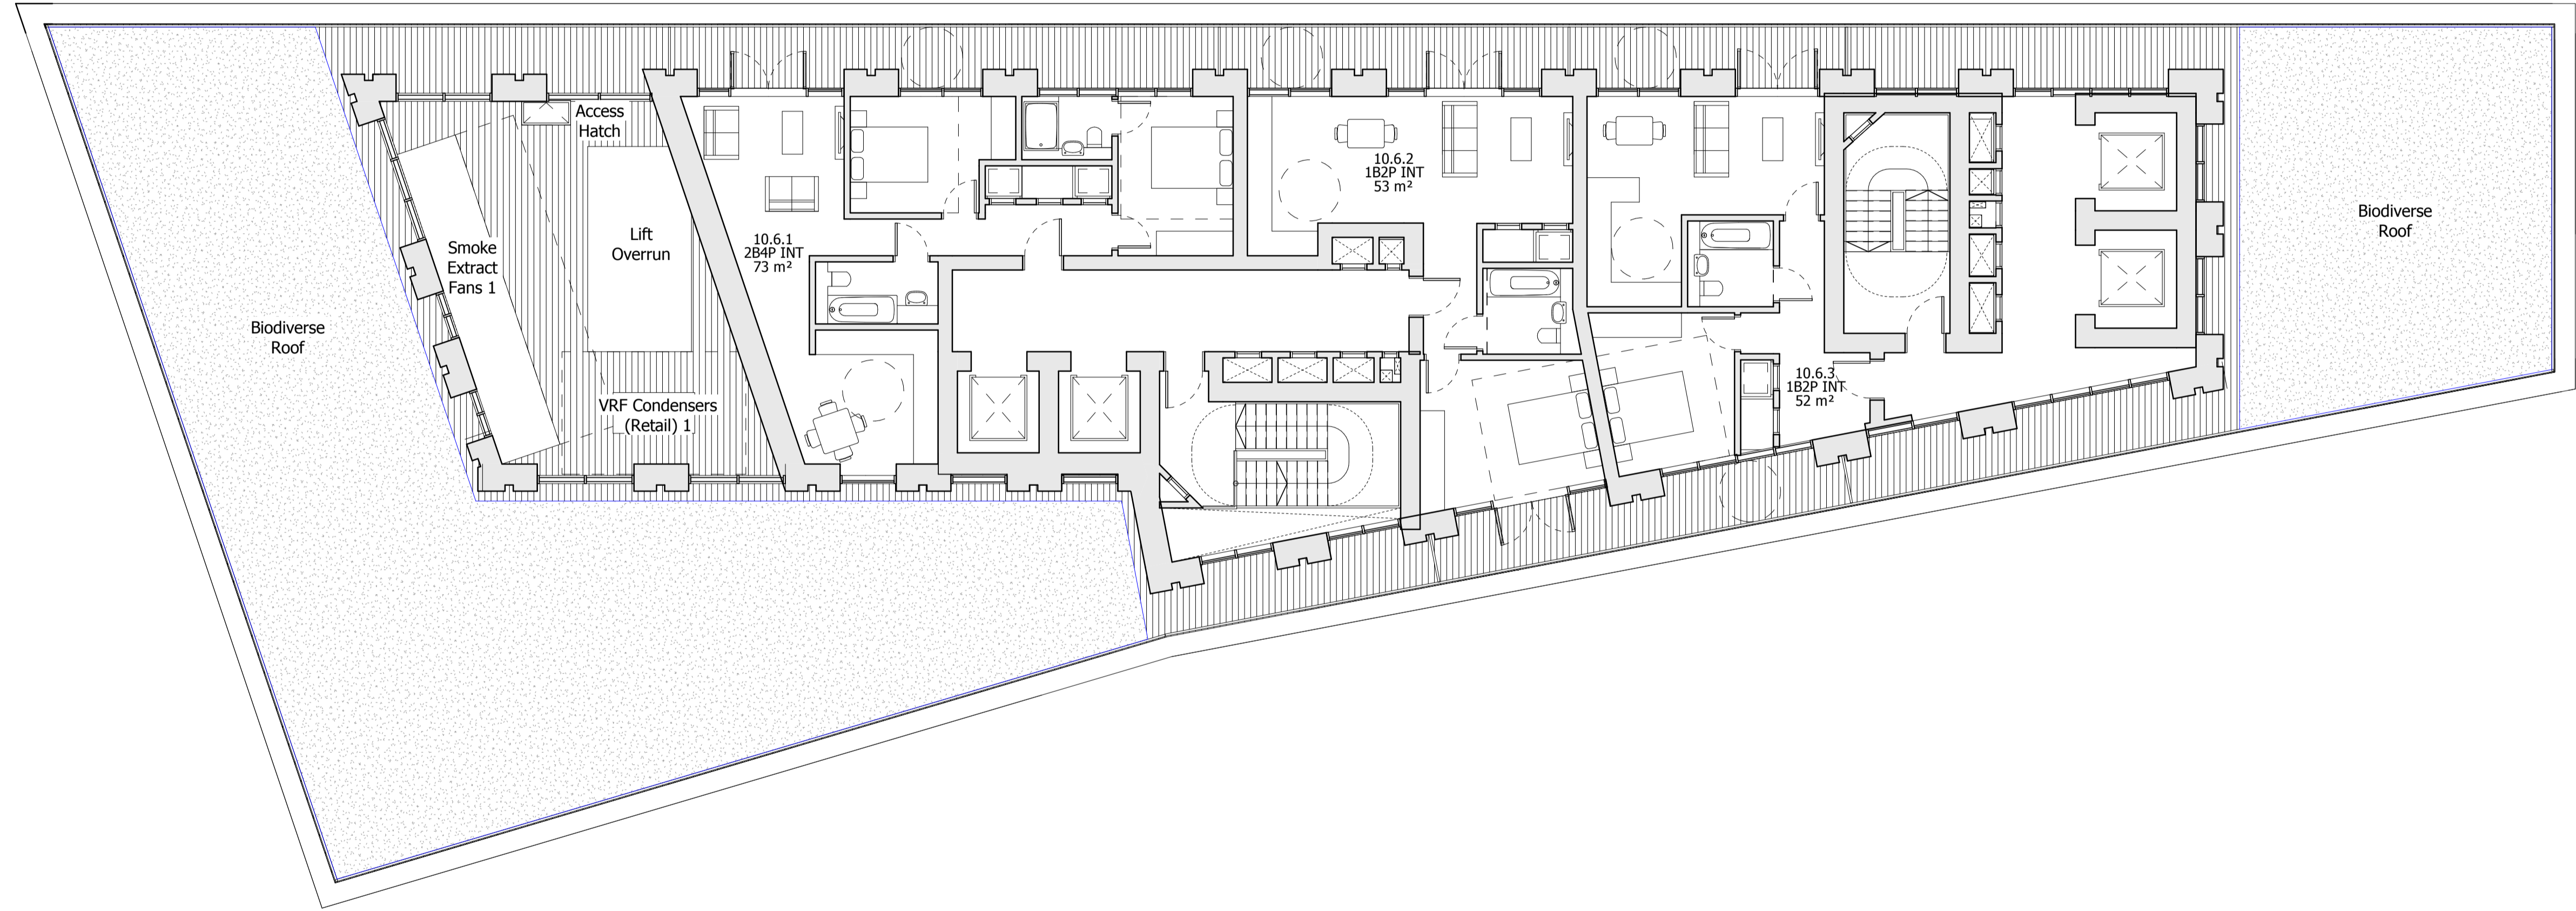 Access
Hatch
Lift
Overrun
Smoke
Extract
Fans 1
Biodiverse
Roof
VRF Condensers
(Retail) 1
10.6.1
2B4P INT
73 m²
10.6.2
1B2P INT
53 m²
10.6.3
1B2P INT
52 m²
Biodiverse
Roof